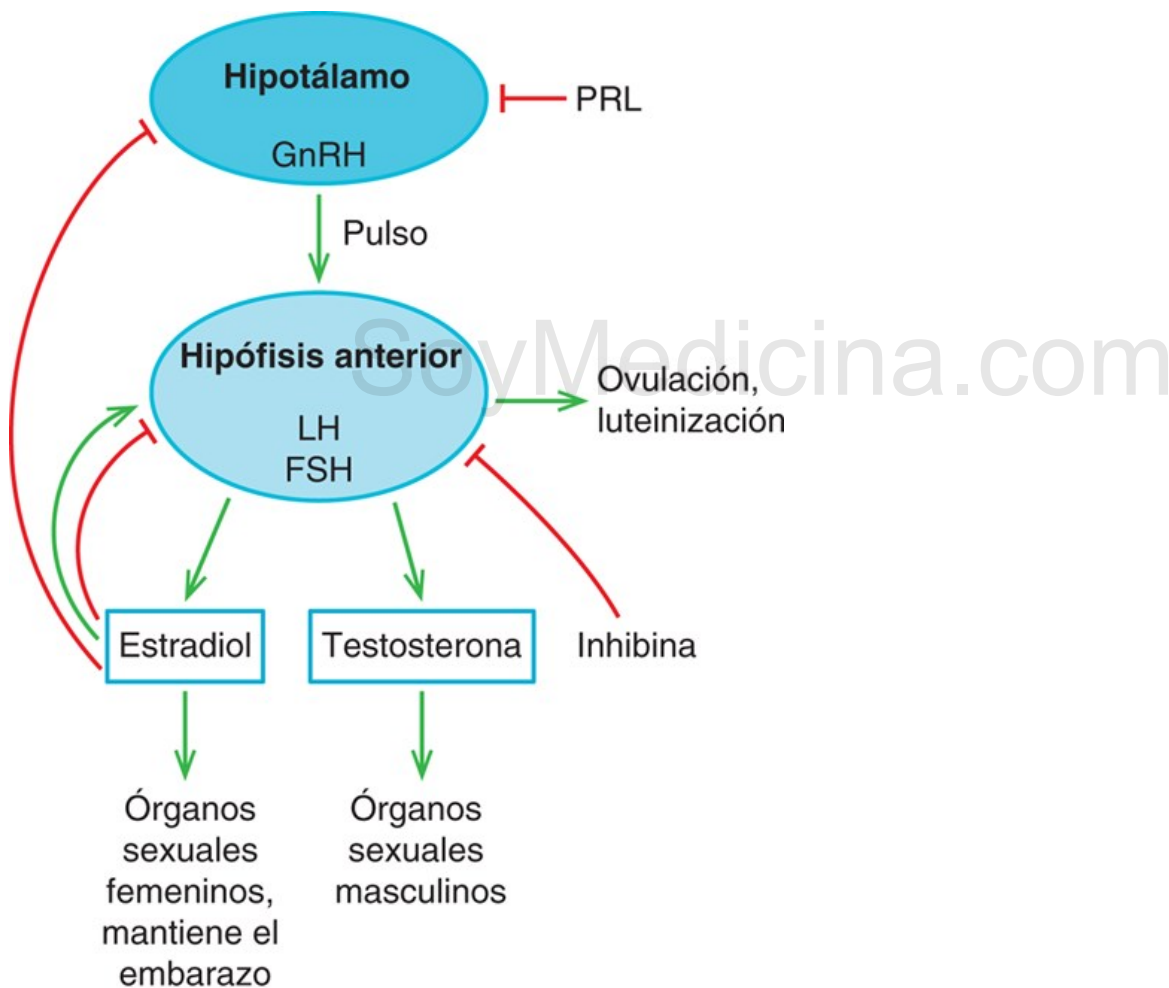 Hipotálamo
GnRH
PRL
Pulso
SoyMedicina.com
Hipófisis anterior
LH
FSH
Ovulación,
luteinización
Estradiol
Testosterona
Inhibina
Órganos
sexuales
femeninos,
mantiene el
embarazo
Órganos
sexuales
masculinos